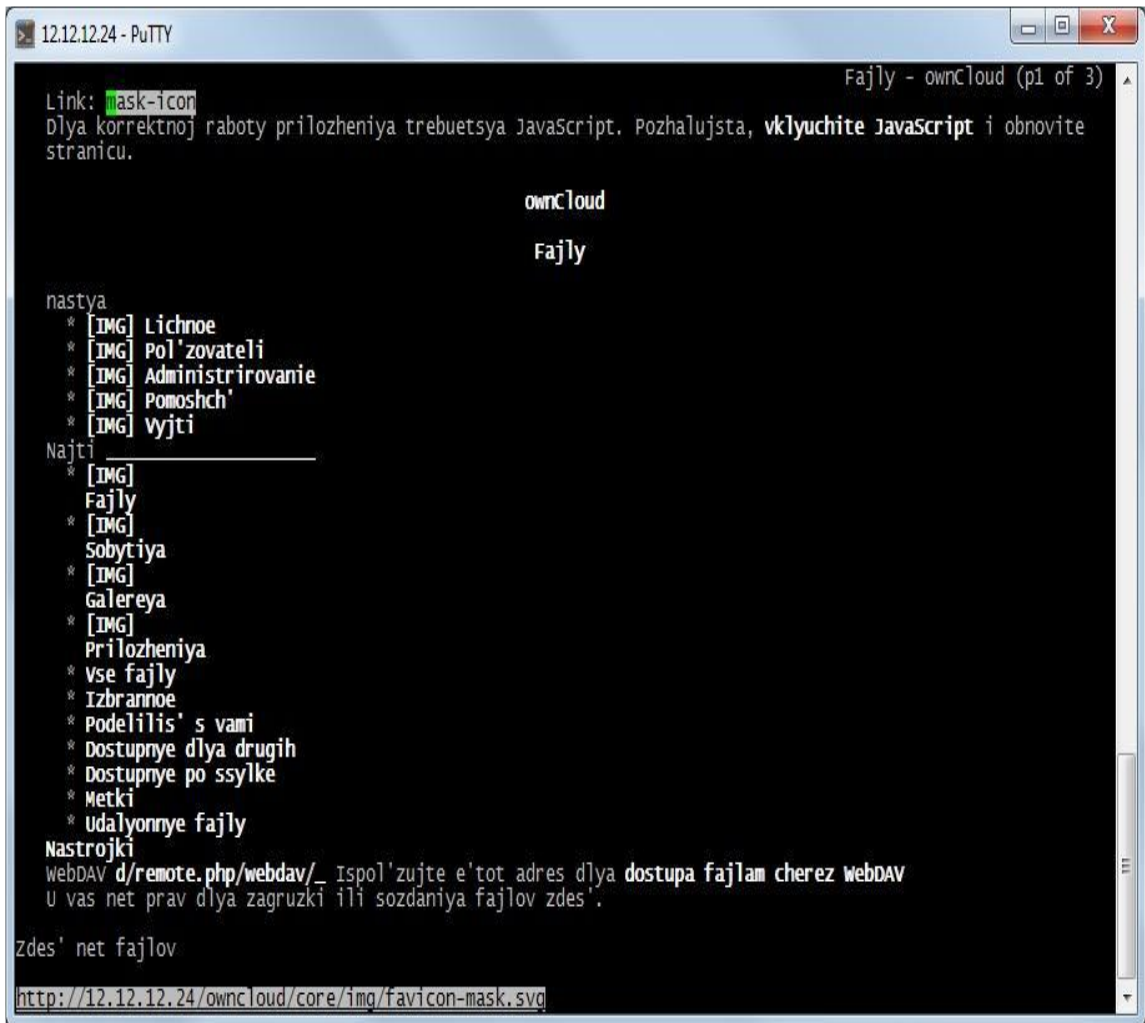 12.12.12.24 - PuTTY
Fajly - ownCloud (p1 of 3)
Link: mask-icon
Dlya korrektnoj raboty prilozheniya trebuetsya JavaScript. Pozhalujsta, vklyuchite JavaScript i obnovite
stranicu.
ownCloud
Fajly
nastya
* [IMG] Lichnoe
* [IMG] Pol'zovateli
* [IMG] Administrirovanie
* [IMG] Pomoshch'
* [IMG] Vyjti
Najti ____________________
* [IMG]
Fajly
* [IMG]
Sobytiya
* [IMG]
Galereya
* [IMG]
Prilozheniya
* Vse fajly
* Izbrannoe
* Podelilis' s vami
* Dostupnye dlya drugih
* Dostupnye po ssylke
* Metki
* Udalyonnye fajly
Nastrojki
WebDAV d/remote.php/webdav/_ Ispol'zujte e'tot adres dlya dostupa fajlam cherez WebDAV
U vas net prav dlya zagruzki ili sozdaniya fajlov zdes'.
Zdes' net fajlov
http://12.12.12.24/owncloud/core/img/favicon-mask.svg